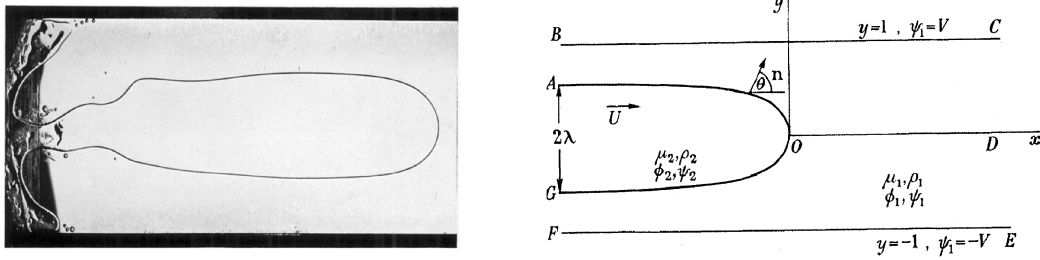 y
B
y=1 , ψ₁=V
C
A
θ
n
U
2λ
O
D
x
μ₂,ρ₂
ϕ₂,ψ₂
μ₁,ρ₁
ϕ₁,ψ₁
G
F
y=-1 , ψ₁=-V
E